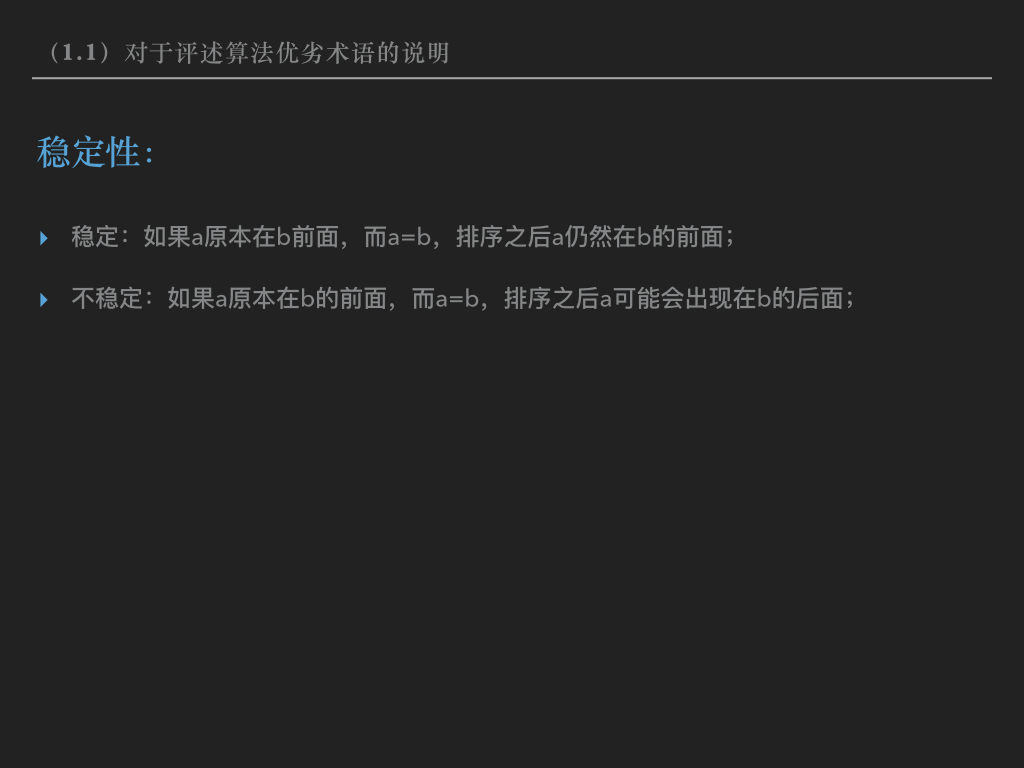 （1.1）对于评述算法优劣术语的说明
稳定性：
稳定：如果a原本在b前面，而a=b，排序之后a仍然在b的前面；
不稳定：如果a原本在b的前面，而a=b，排序之后a可能会出现在b的后面；